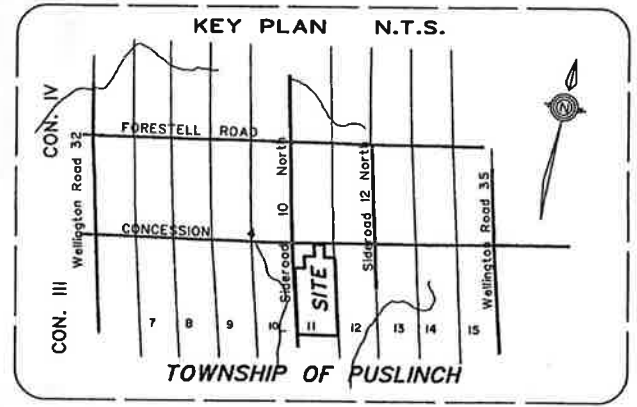 KEY PLAN N.T.S.
CON. IV
Wellington Road 32
FORESTELL ROAD
Sideroad 10 North
Sideroad 12 North
Wellington Road 35
N
CONCESSION 4
CON. III
SITE
7 8 9 10 11 12 13 14 15
TOWNSHIP OF PUSLINCH